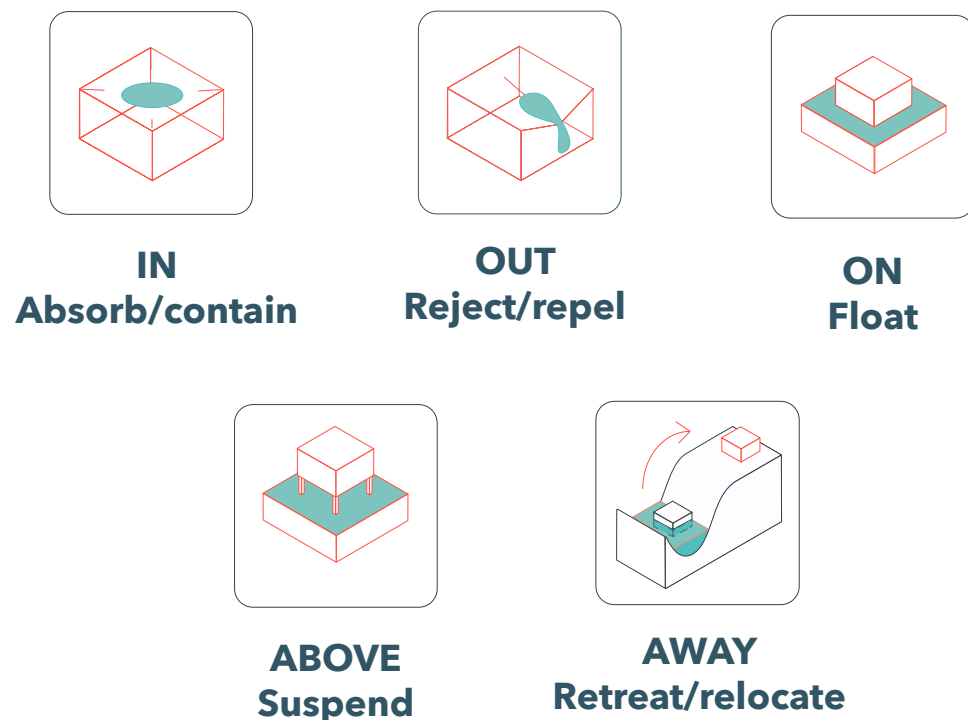 IN
Absorb/contain
OUT
Reject/repel
ON
Float
ABOVE
Suspend
AWAY
Retreat/relocate